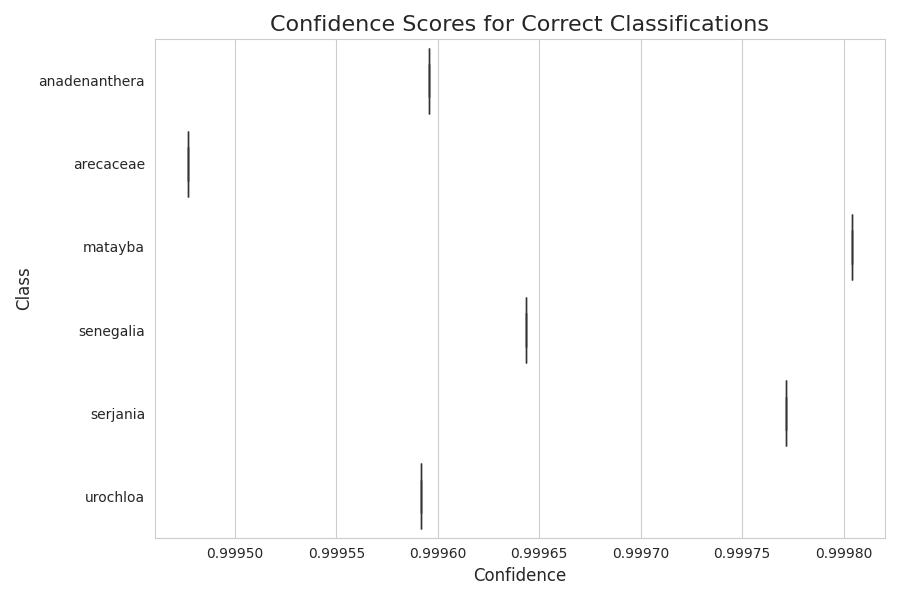 Confidence Scores for Correct Classifications
anadenanthera
arecaceae
matayba
senegalia
serjania
urochloa
Class
0.99950 0.99955 0.99960 0.99965 0.99970 0.99975 0.99980
Confidence